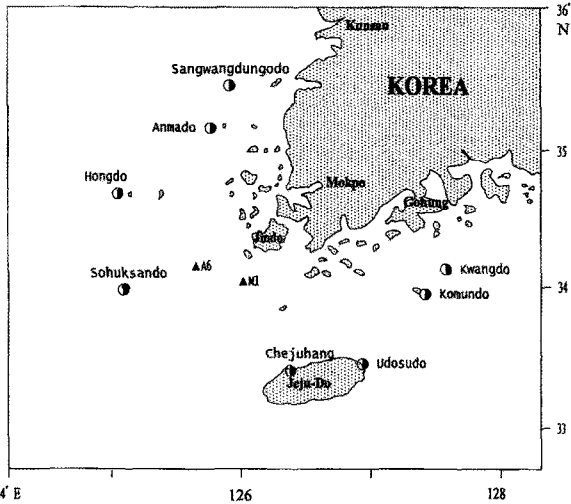 36°
N
Kunsan
Sangwangdungodo
KOREA
Anmado
35
Hongdo
Mokpo
Gohung
Jindo
A6
Kwangdo
Sohuksando
M1
34
Komundo
Chejuhang
Udosudo
Jeju-Do
33
4° E
126
128